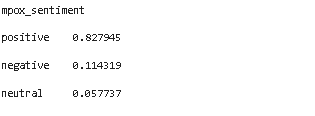 mpox_sentiment
positive 0.827945
negative 0.114319
neutral 0.057737